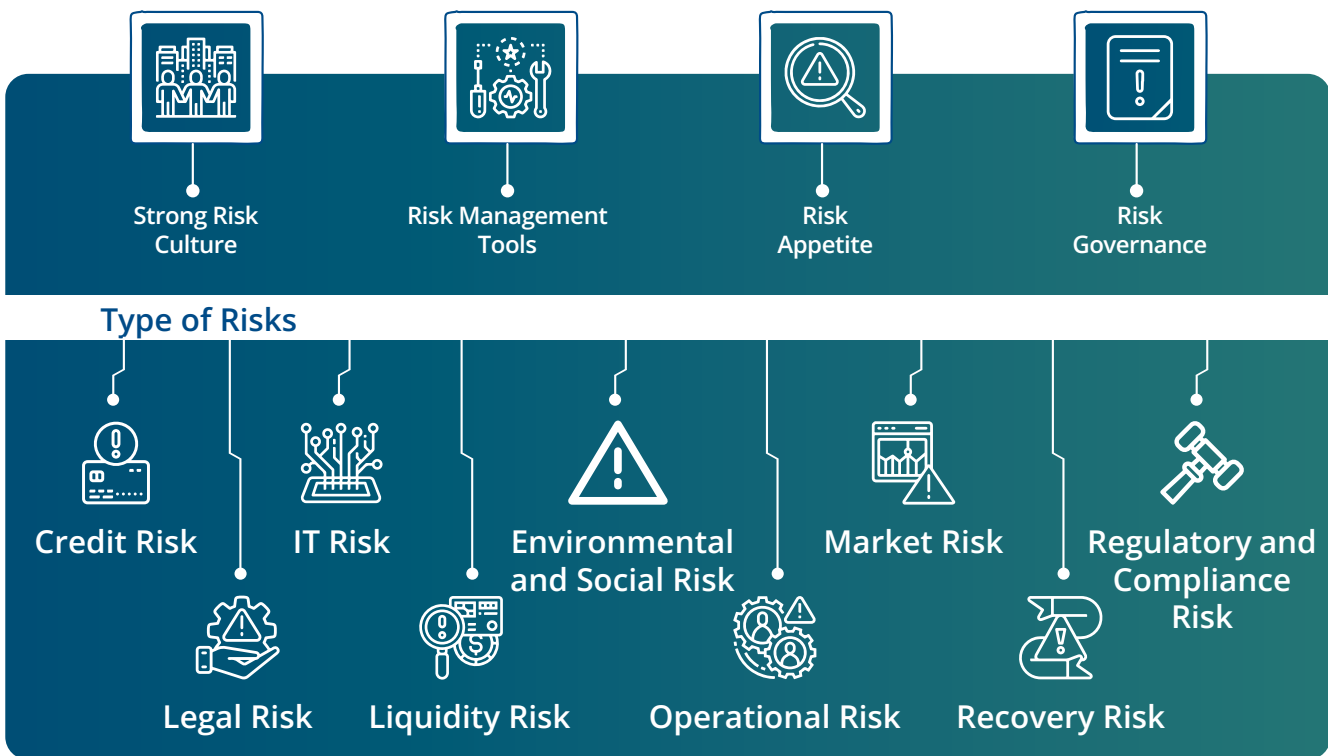 Strong Risk
Culture
Risk Management
Tools
Risk
Appetite
Risk
Governance
Type of Risks
Credit Risk
IT Risk
Environmental
and Social Risk
Market Risk
Regulatory and
Compliance
Risk
Legal Risk
Liquidity Risk
Operational Risk
Recovery Risk